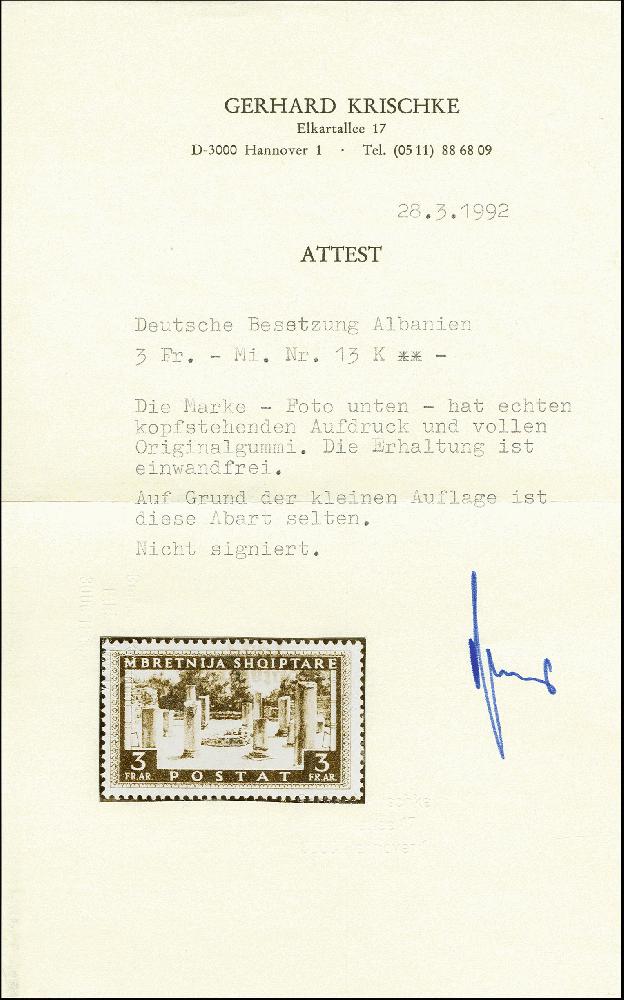 GERHARD KRISCHKE
Elkartallee 17
D-3000 Hannover 1 · Tel. (0511) 88 68 09
28.3.1992
ATTEST
Deutsche Besetzung Albanien
3 Fr. - Mi. Nr. 13 K ** -
Die Marke - Foto unten - hat echten
kopfstehenden Aufdruck und vollen
Originalgummi. Die Erhaltung ist
einwandfrei.
Auf Grund der kleinen Auflage ist
diese Abart selten.
Nicht signiert.
MBRETNIJA SHQIPTARE
3 3
FR.AR. POSTAT FR.AR.